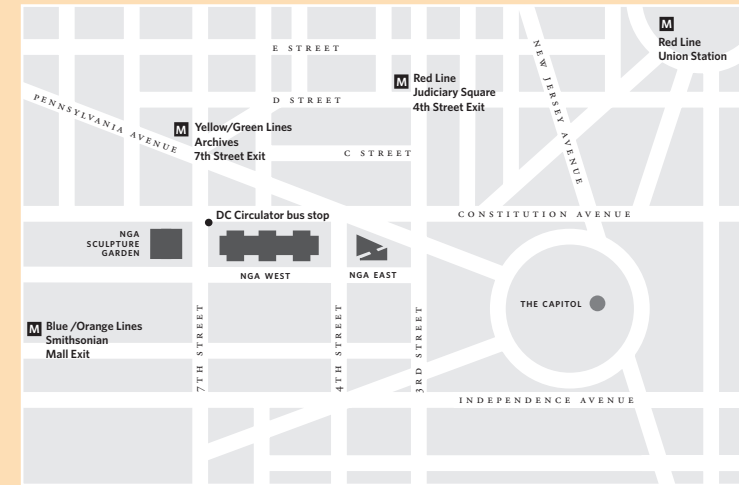 M
Red Line
Union Station
E STREET
NEW JERSEY AVENUE
M
Red Line
Judiciary Square
4th Street Exit
D STREET
PENNSYLVANIA AVENUE
M
Yellow/Green Lines
Archives
7th Street Exit
C STREET
DC Circulator bus stop
CONSTITUTION AVENUE
NGA
SCULPTURE
GARDEN
NGA WEST
NGA EAST
THE CAPITOL
M
Blue /Orange Lines
Smithsonian
Mall Exit
7TH STREET
4TH STREET
3RD STREET
INDEPENDENCE AVENUE